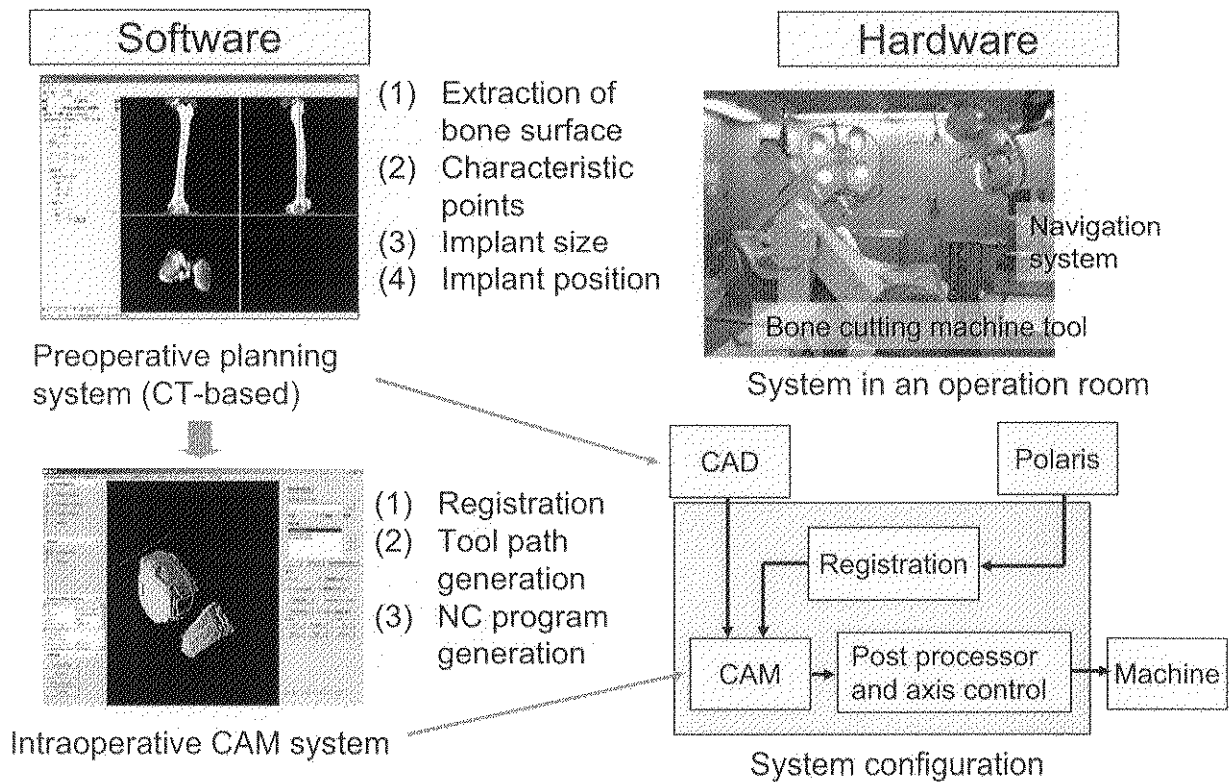 Software
(1) Extraction of
bone surface
(2) Characteristic
points
(3) Implant size
(4) Implant position
Preoperative planning
system (CT-based)
(1) Registration
(2) Tool path
generation
(3) NC program
generation
Intraoperative CAM system
Hardware
Navigation
system
Bone cutting machine tool
System in an operation room
CAD
Polaris
Registration
CAM
Post processor
and axis control
Machine
System configuration